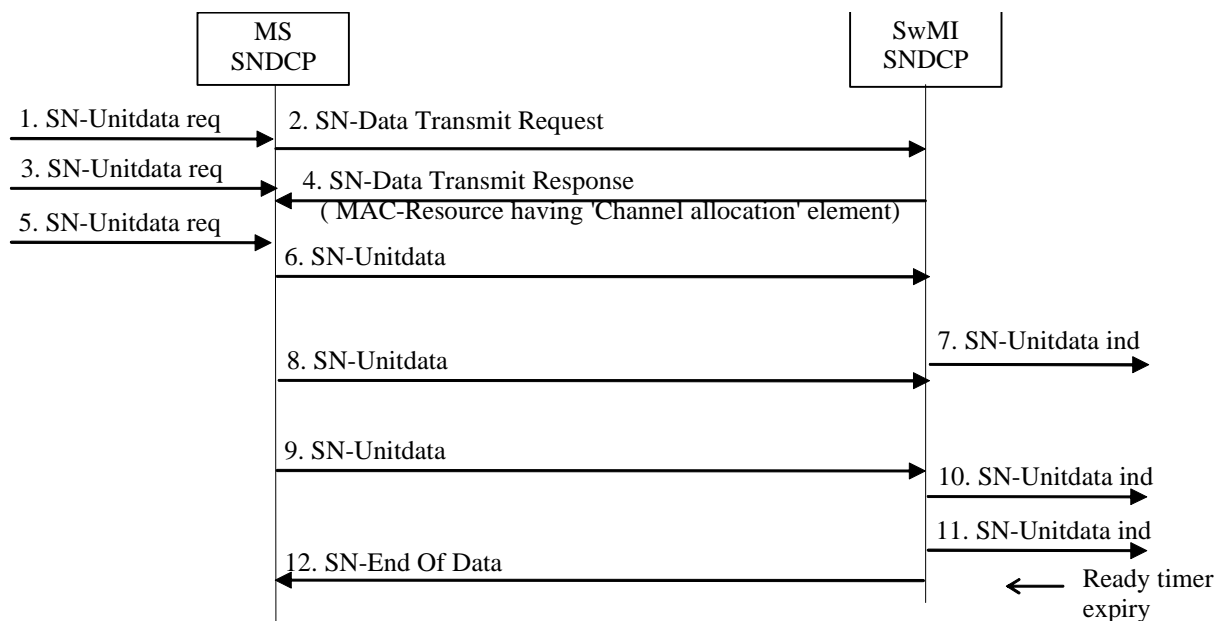 MS
SNDCP
SwMI
SNDCP
1. SN-Unitdata req
2. SN-Data Transmit Request
3. SN-Unitdata req
4. SN-Data Transmit Response
( MAC-Resource having 'Channel allocation' element)
5. SN-Unitdata req
6. SN-Unitdata
7. SN-Unitdata ind
8. SN-Unitdata
9. SN-Unitdata
10. SN-Unitdata ind
11. SN-Unitdata ind
12. SN-End Of Data
Ready timer
expiry